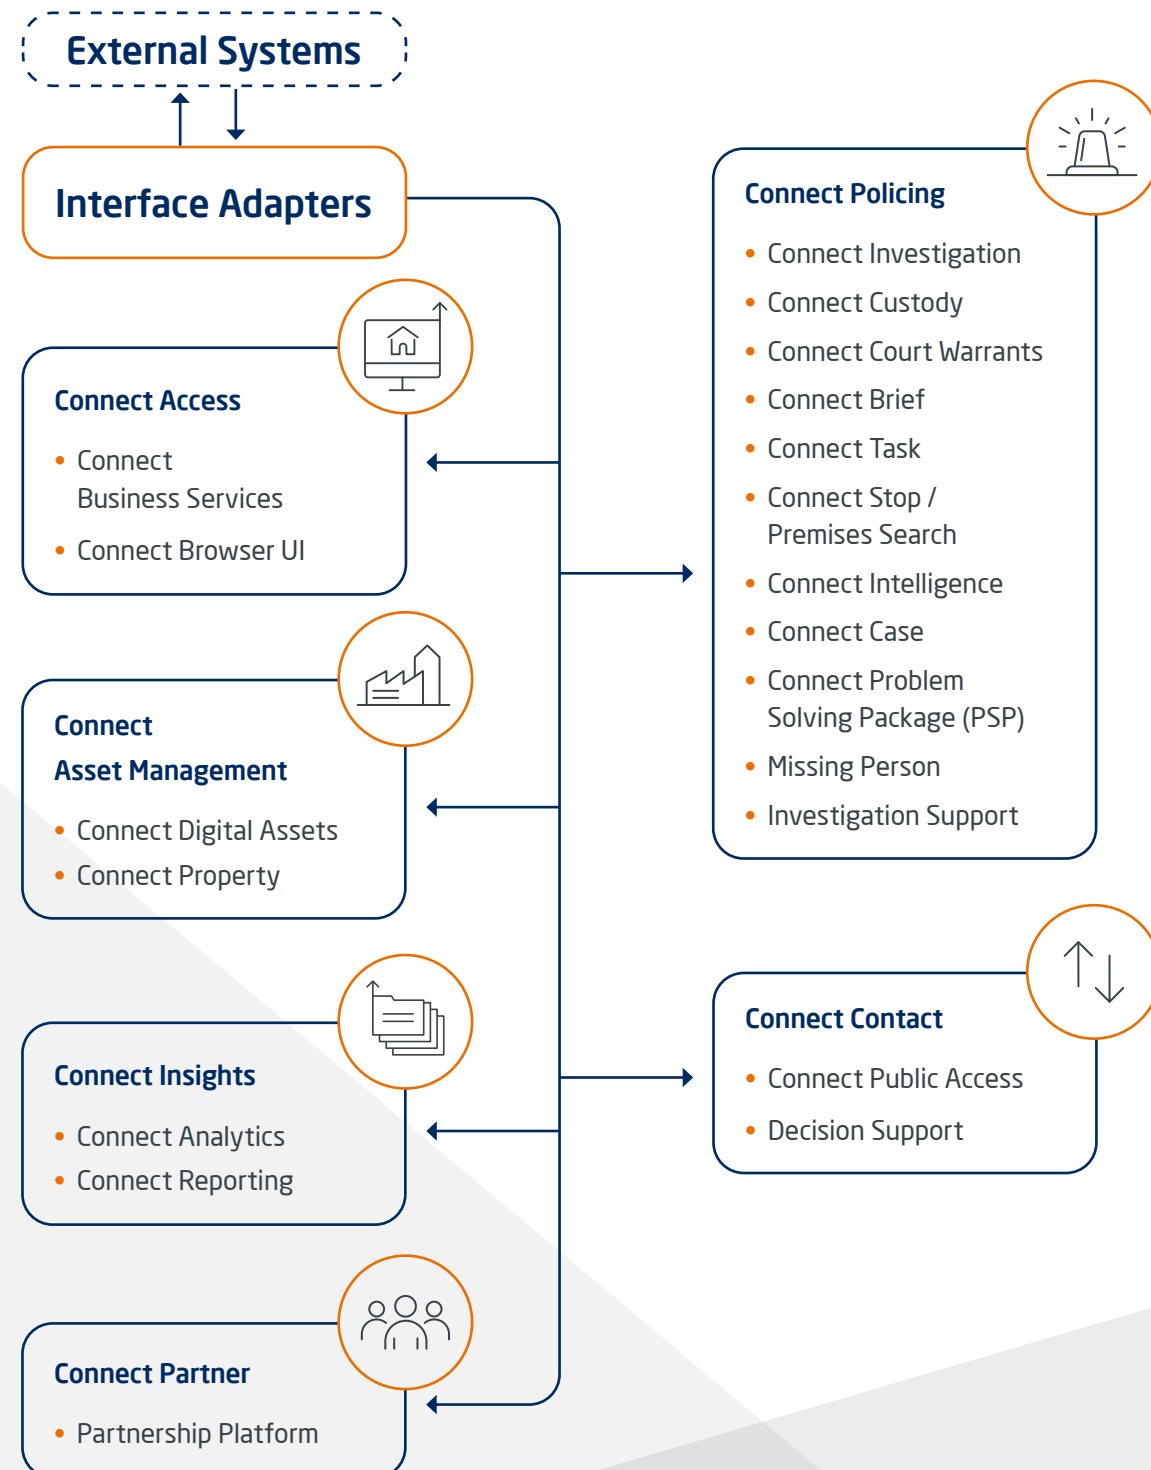 External Systems
Interface Adapters
Connect Access
• Connect
Business Services
• Connect Browser UI
Connect
Asset Management
• Connect Digital Assets
• Connect Property
Connect Insights
• Connect Analytics
• Connect Reporting
Connect Partner
• Partnership Platform
Connect Policing
• Connect Investigation
• Connect Custody
• Connect Court Warrants
• Connect Brief
• Connect Task
• Connect Stop /
Premises Search
• Connect Intelligence
• Connect Case
• Connect Problem
Solving Package (PSP)
• Missing Person
• Investigation Support
Connect Contact
• Connect Public Access
• Decision Support